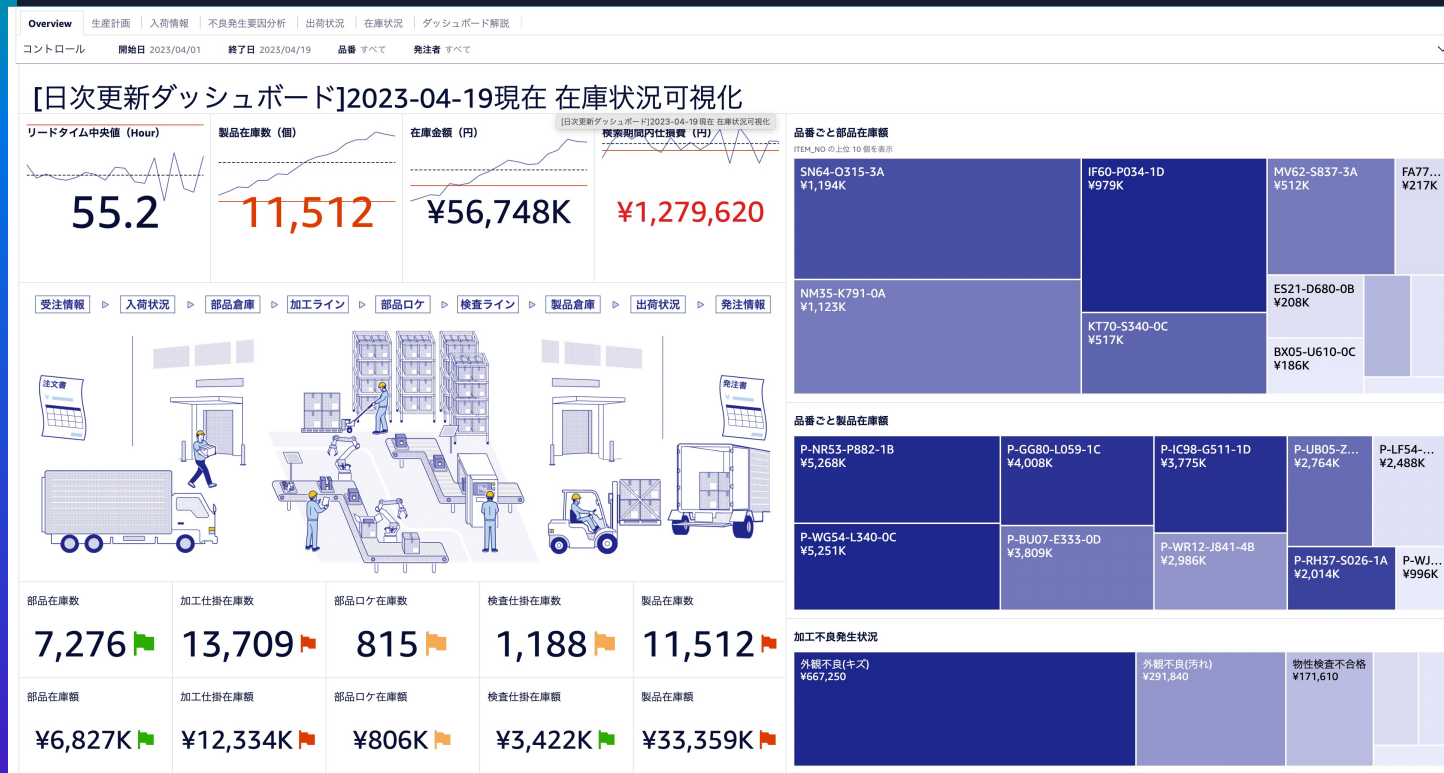 Overview
生産計画
入荷情報
不良発生要因分析
出荷状況
在庫状況
ダッシュボード解説
コントロール
開始日 2023/04/01
終了日 2023/04/19
品番 すべて
発注者 すべて
[日次更新ダッシュボード]2023-04-19現在 在庫状況可視化
[日次更新ダッシュボード]2023-04-19 現在 在庫状況可視化
リードタイム中央値（Hour）
55.2
製品在庫数（個）
11,512
在庫金額（円）
¥56,748K
検索期間内仕損費（円）
¥1,279,620
受注情報
入荷状況
部品倉庫
加工ライン
部品ロケ
検査ライン
製品倉庫
出荷状況
発注情報
注文書
発注書
部品在庫数
7,276
加工仕掛在庫数
13,709
部品ロケ在庫数
815
検査仕掛在庫数
1,188
製品在庫数
11,512
部品在庫額
¥6,827K
加工仕掛在庫額
¥12,334K
部品ロケ在庫額
¥806K
検査仕掛在庫額
¥3,422K
製品在庫額
¥33,359K
品番ごと部品在庫額
ITEM_NO の上位 10 個を表示
SN64-O315-3A
¥1,194K
NM35-K791-0A
¥1,123K
IF60-P034-1D
¥979K
KT70-S340-0C
¥517K
MV62-S837-3A
¥512K
FA77...
¥217K
ES21-D680-0B
¥208K
BX05-U610-0C
¥186K
品番ごと製品在庫額
P-NR53-P882-1B
¥5,268K
P-WG54-L340-0C
¥5,251K
P-GG80-L059-1C
¥4,008K
P-BU07-E333-0D
¥3,809K
P-IC98-G511-1D
¥3,775K
P-WR12-J841-4B
¥2,986K
P-UB05-Z...
¥2,764K
P-LF54-...
¥2,488K
P-RH37-S026-1A
¥2,014K
P-WJ...
¥996K
加工不良発生状況
外観不良(キズ)
¥667,250
外観不良(汚れ)
¥291,840
物性検査不合格
¥171,610